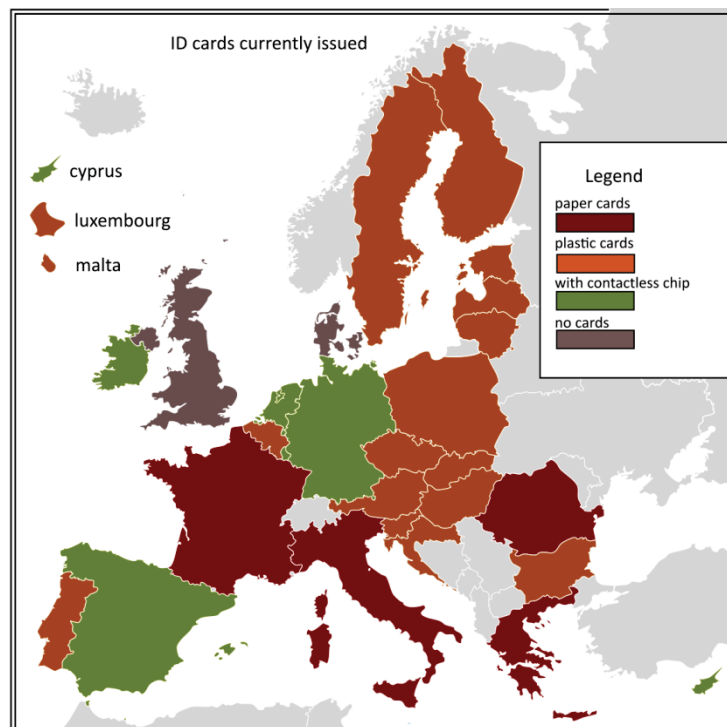 ID cards currently issued
cyprus
luxembourg
malta
Legend
paper cards
plastic cards
with contactless chip
no cards